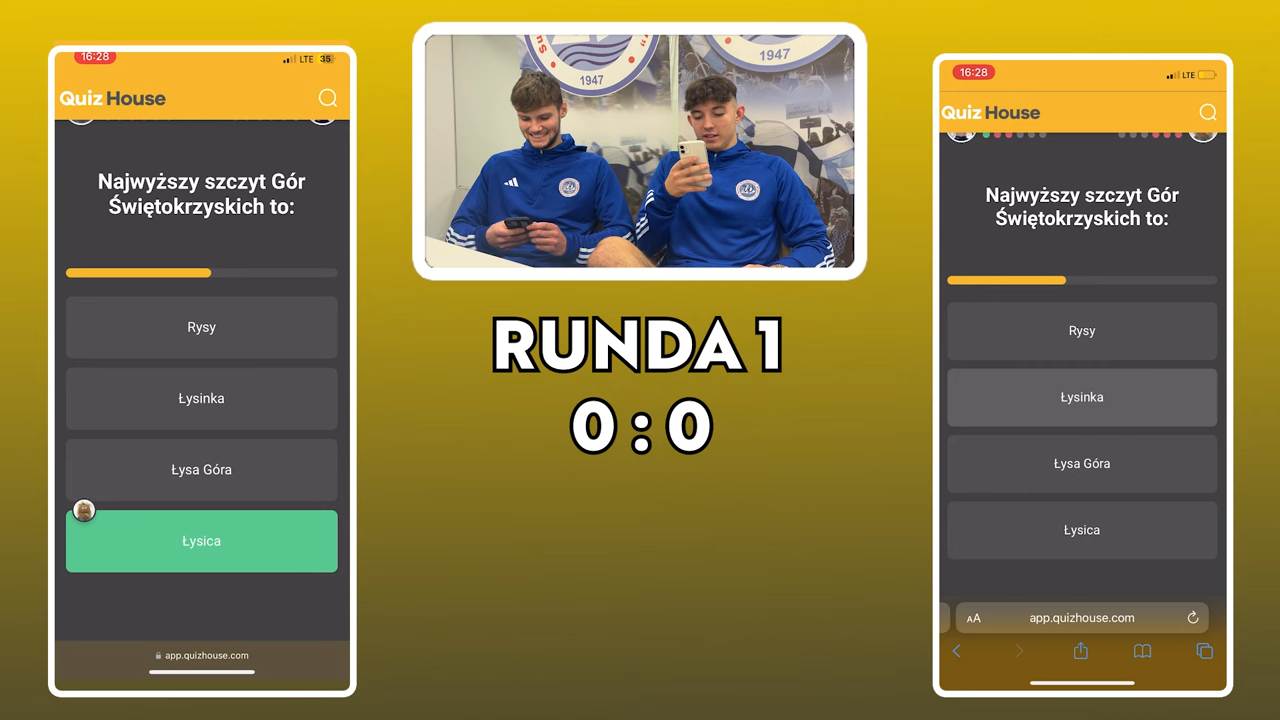 16:28
LTE
35
Quiz House
Najwyższy szczyt Gór
Świętokrzyskich to:
Rysy
Łysinka
Łysa Góra
Łysica
app.quizhouse.com
1947
1947
RUNDA 1
0 : 0
16:28
LTE
Quiz House
Najwyższy szczyt Gór
Świętokrzyskich to:
Rysy
Łysinka
Łysa Góra
Łysica
AA
app.quizhouse.com